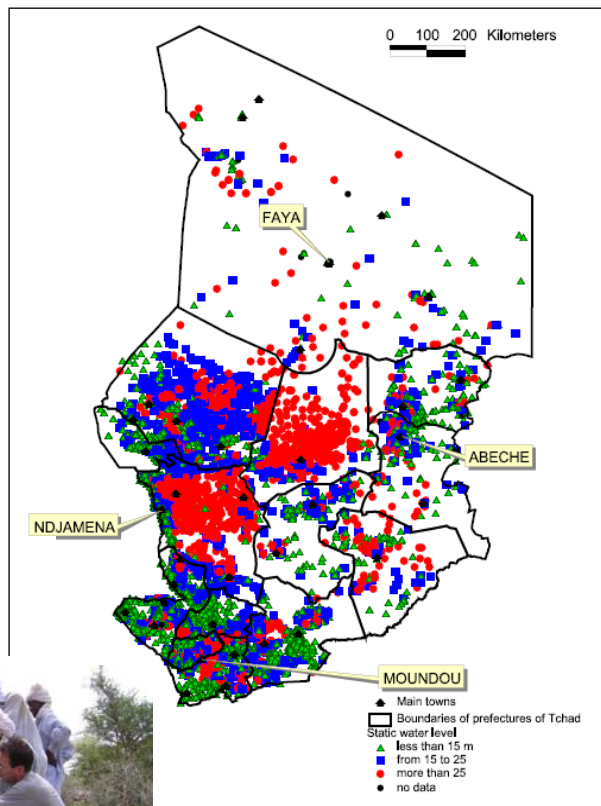 0 100 200 Kilometers
FAYA
ABECHE
NDJAMENA
MOUNDOU
Main towns
Boundaries of prefectures of Tchad
Static water level
less than 15 m
from 15 to 25
more than 25
no data